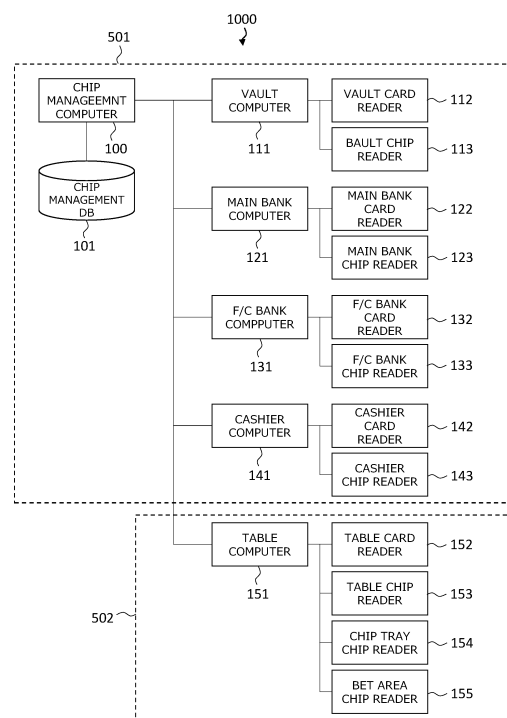 1000
501
CHIP
MANAGEEMNT
COMPUTER
100
CHIP
MANAGEMENT
DB
101
VAULT
COMPUTER
111
VAULT CARD
READER
112
BAULT CHIP
READER
113
MAIN BANK
COMPUTER
121
MAIN BANK
CARD
READER
122
MAIN BANK
CHIP READER
123
F/C BANK
COMPPUTER
131
F/C BANK
CARD
READER
132
F/C BANK
CHIP READER
133
CASHIER
COMPUTER
141
CASHIER
CARD
READER
142
CASHIER
CHIP READER
143
502
TABLE
COMPUTER
151
TABLE CARD
READER
152
TABLE CHIP
READER
153
CHIP TRAY
CHIP READER
154
BET AREA
CHIP READER
155